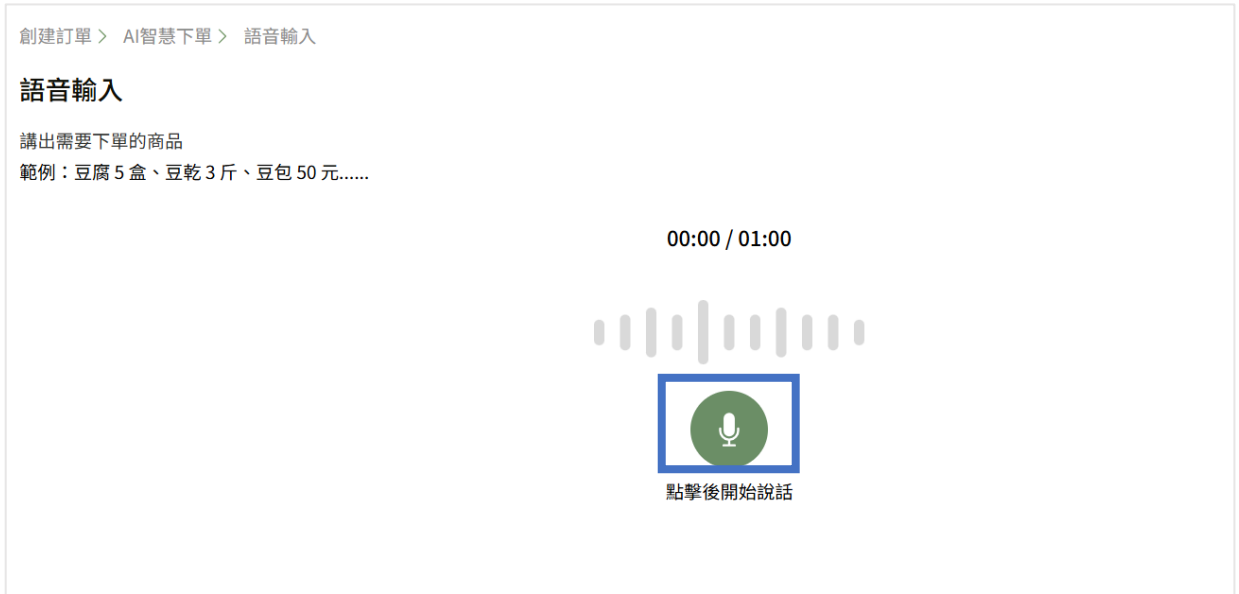 創建訂單 > AI智慧下單 > 語音輸入
語音輸入
講出需要下單的商品
範例：豆腐 5 盒、豆乾 3 斤、豆包 50 元......
00:00 / 01:00
點擊後開始說話